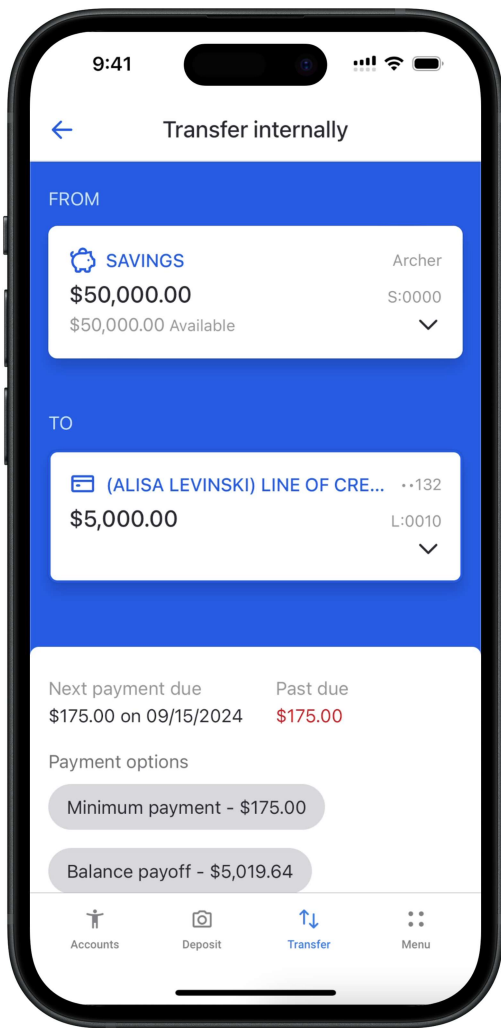 9:41
Transfer internally
FROM
SAVINGS Archer
$50,000.00 S:0000
$50,000.00 Available
TO
(ALISA LEVINSKI) LINE OF CRE... ··132
$5,000.00 L:0010
Next payment due Past due
$175.00 on 09/15/2024 $175.00
Payment options
Minimum payment - $175.00
Balance payoff - $5,019.64
Accounts Deposit Transfer Menu